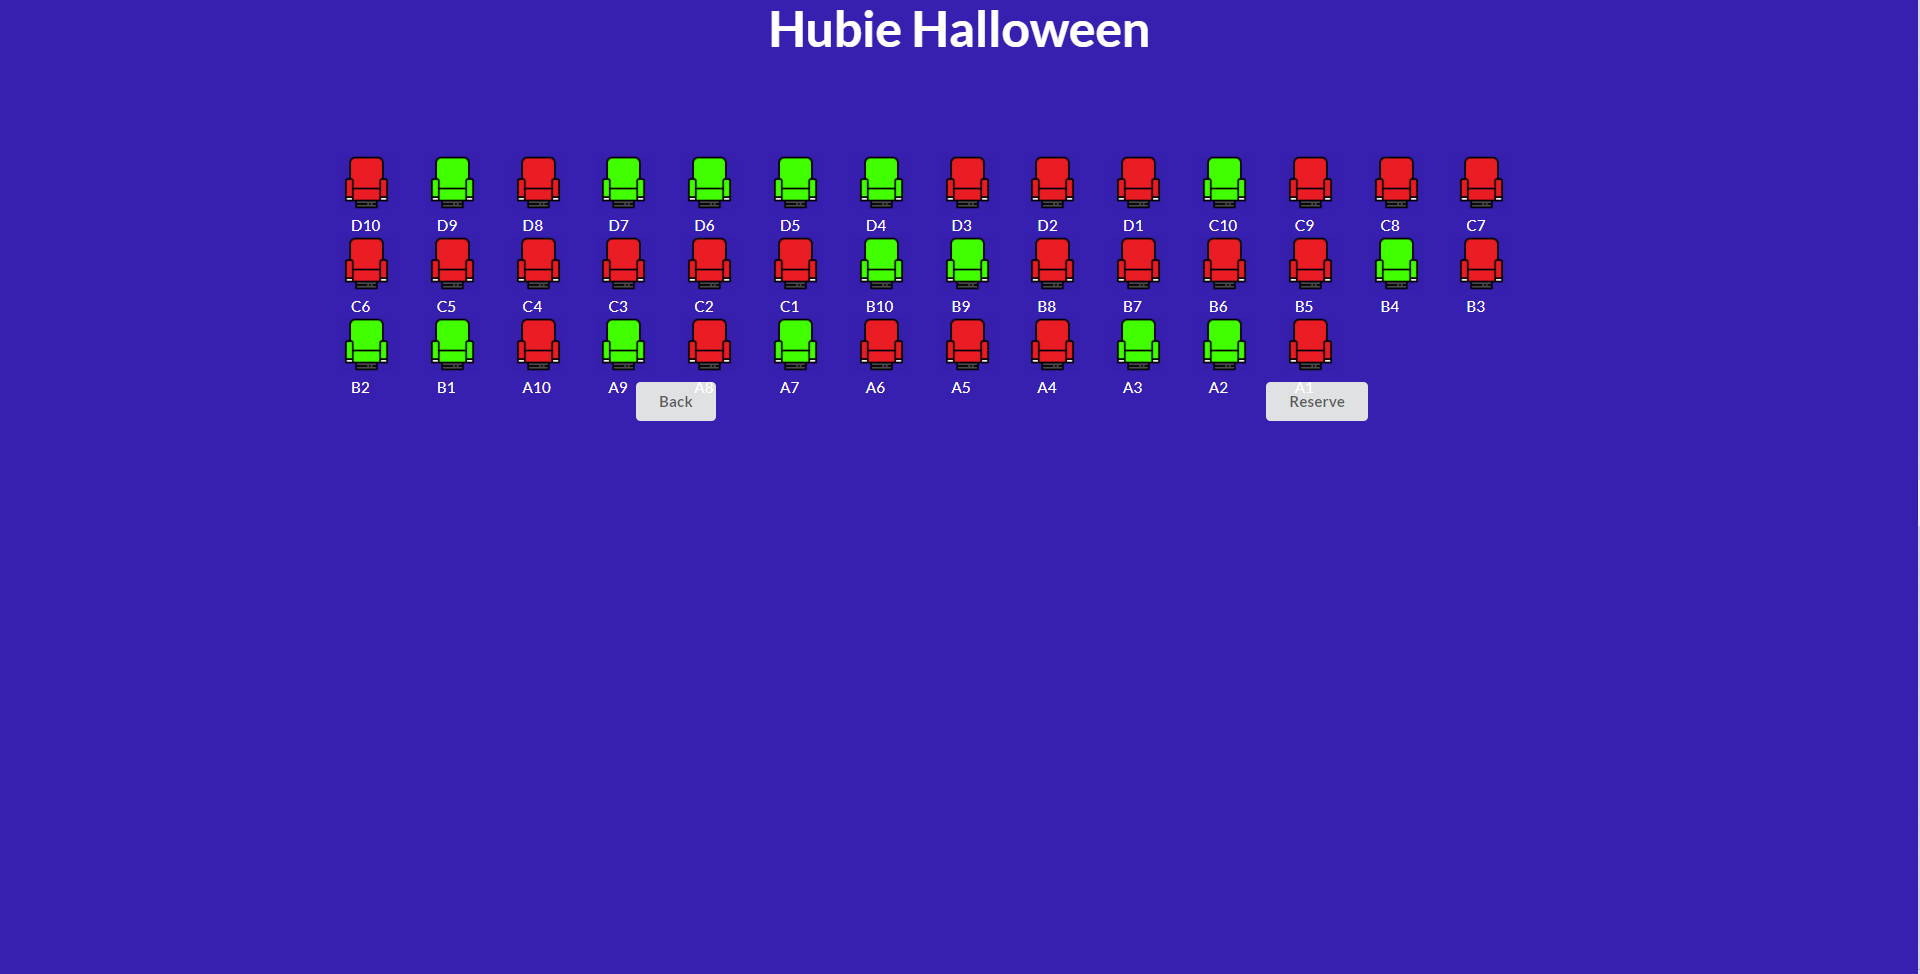 Hubie Halloween
D10 D9 D8 D7 D6 D5 D4 D3 D2 D1 C10 C9 C8 C7
C6 C5 C4 C3 C2 C1 B10 B9 B8 B7 B6 B5 B4 B3
B2 B1 A10 A9 A8 A7 A6 A5 A4 A3 A2 A1
Back Reserve